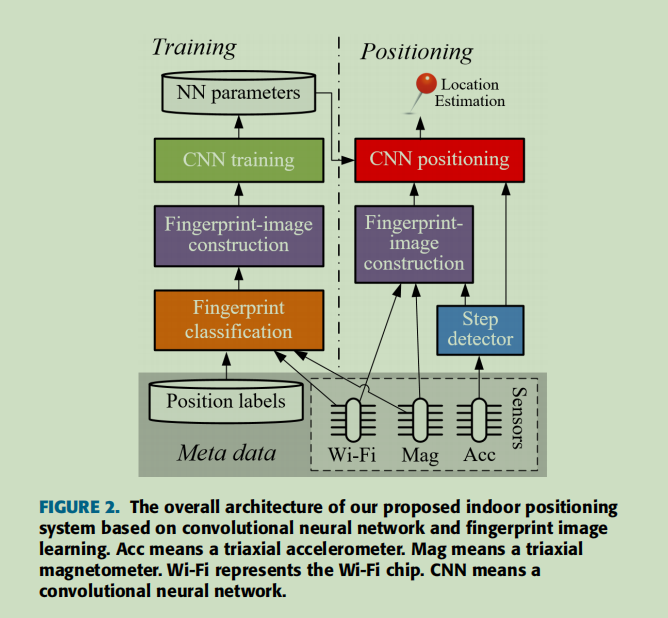 Training
Positioning
NN parameters
Location
Estimation
CNN training
CNN positioning
Fingerprint-image
construction
Fingerprint-
image
construction
Fingerprint
classification
Step
detector
Position labels
Sensors
Meta data
Wi-Fi
Mag
Acc
FIGURE 2. The overall architecture of our proposed indoor positioning
system based on convolutional neural network and fingerprint image
learning. Acc means a triaxial accelerometer. Mag means a triaxial
magnetometer. Wi-Fi represents the Wi-Fi chip. CNN means a
convolutional neural network.